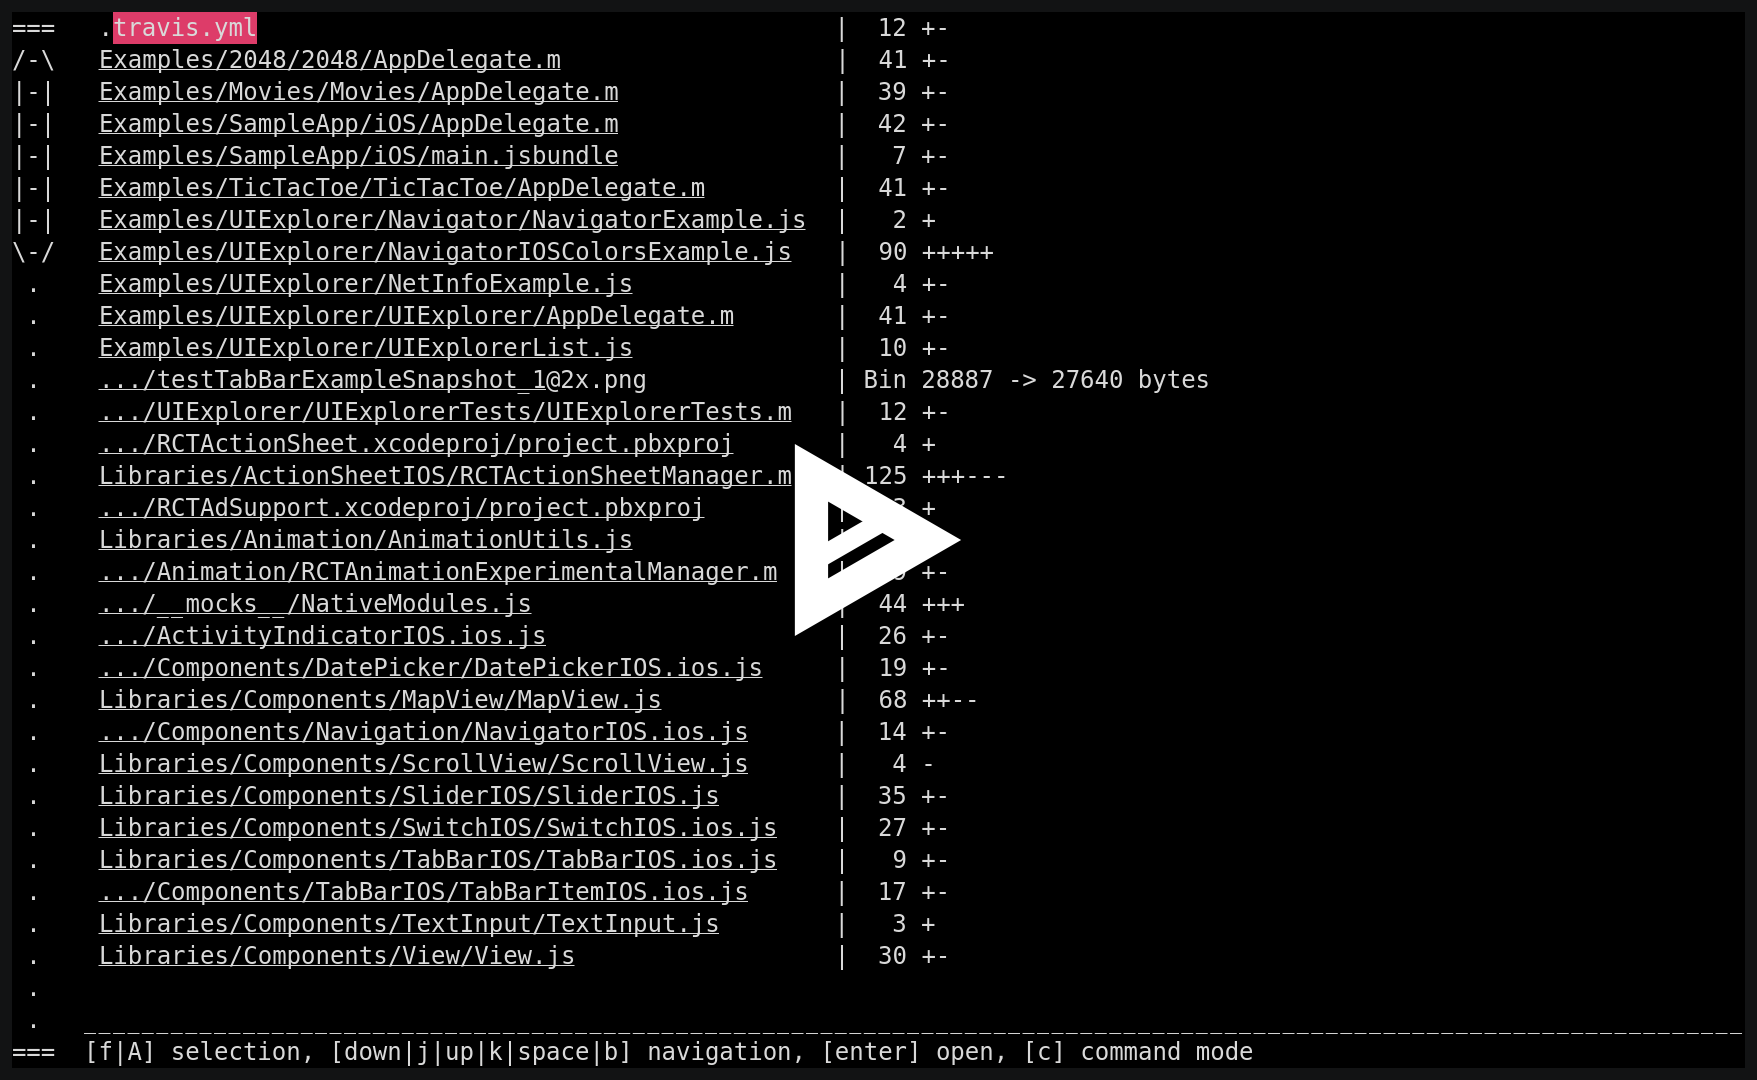 === .travis.yml | 12 +-
/-\ Examples/2048/2048/AppDelegate.m | 41 +-
|-| Examples/Movies/Movies/AppDelegate.m | 39 +-
|-| Examples/SampleApp/iOS/AppDelegate.m | 42 +-
|-| Examples/SampleApp/iOS/main.jsbundle | 7 +-
|-| Examples/TicTacToe/TicTacToe/AppDelegate.m | 41 +-
|-| Examples/UIExplorer/Navigator/NavigatorExample.js | 2 +
\-/ Examples/UIExplorer/NavigatorIOSColorsExample.js | 90 +++++
. Examples/UIExplorer/NetInfoExample.js | 4 +-
. Examples/UIExplorer/UIExplorer/AppDelegate.m | 41 +-
. Examples/UIExplorer/UIExplorerList.js | 10 +-
. .../testTabBarExampleSnapshot_1@2x.png | Bin 28887 -> 27640 bytes
. .../UIExplorer/UIExplorerTests/UIExplorerTests.m | 12 +-
. .../RCTActionSheet.xcodeproj/project.pbxproj | 4 +
. Libraries/ActionSheetIOS/RCTActionSheetManager.m | 125 +++---
. .../RCTAdSupport.xcodeproj/project.pbxproj | +
. Libraries/Animation/AnimationUtils.js
. .../Animation/RCTAnimationExperimentalManager.m | +-
. .../__mocks__/NativeModules.js | 44 +++
. .../ActivityIndicatorIOS.ios.js | 26 +-
. .../Components/DatePicker/DatePickerIOS.ios.js | 19 +-
. Libraries/Components/MapView/MapView.js | 68 ++--
. .../Components/Navigation/NavigatorIOS.ios.js | 14 +-
. Libraries/Components/ScrollView/ScrollView.js | 4 -
. Libraries/Components/SliderIOS/SliderIOS.js | 35 +-
. Libraries/Components/SwitchIOS/SwitchIOS.ios.js | 27 +-
. Libraries/Components/TabBarIOS/TabBarIOS.ios.js | 9 +-
. .../Components/TabBarIOS/TabBarItemIOS.ios.js | 17 +-
. Libraries/Components/TextInput/TextInput.js | 3 +
. Libraries/Components/View/View.js | 30 +-
.
. ___________________________________________________________________________________________________________________
=== [f|A] selection, [down|j|up|k|space|b] navigation, [enter] open, [c] command mode